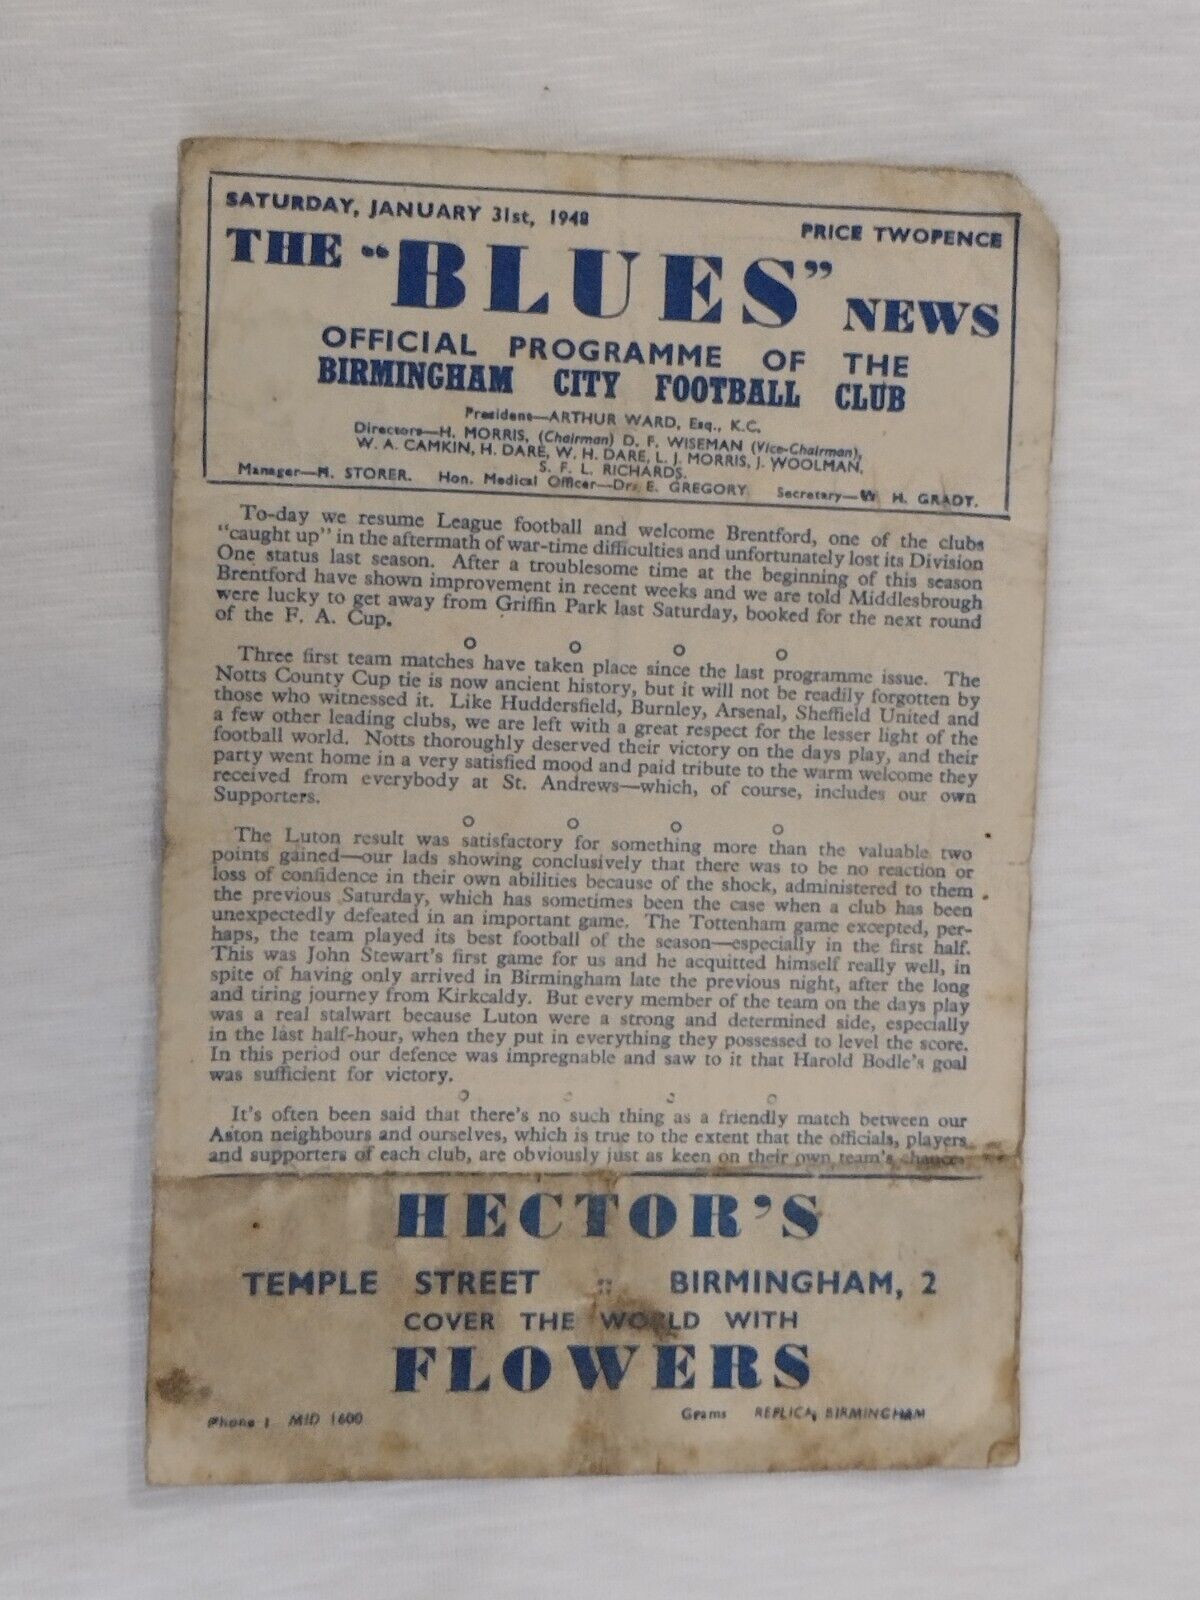 SATURDAY, JANUARY 31st, 1948 PRICE TWOPENCE
THE "BLUES" NEWS
OFFICIAL PROGRAMME OF THE
BIRMINGHAM CITY FOOTBALL CLUB
President—ARTHUR WARD, Esq., K.C.
Directors—H. MORRIS, (Chairman) D. F. WISEMAN (Vice-Chairman),
W. A. CAMKIN, H. DARE, W. H. DARE, L. J. MORRIS, J. WOOLMAN,
S. F. L. RICHARDS.
Manager—H. STORER. Hon. Medical Officer—Dr. E. GREGORY Secretary—W. H. GRADY.
To-day we resume League football and welcome Brentford, one of the clubs
"caught up" in the aftermath of war-time difficulties and unfortunately lost its Division
One status last season. After a troublesome time at the beginning of this season
Brentford have shown improvement in recent weeks and we are told Middlesbrough
were lucky to get away from Griffin Park last Saturday, booked for the next round
of the F. A. Cup.
o o o o
Three first team matches have taken place since the last programme issue. The
Notts County Cup tie is now ancient history, but it will not be readily forgotten by
those who witnessed it. Like Huddersfield, Burnley, Arsenal, Sheffield United and
a few other leading clubs, we are left with a great respect for the lesser light of the
football world. Notts thoroughly deserved their victory on the days play, and their
party went home in a very satisfied mood and paid tribute to the warm welcome they
received from everybody at St. Andrews—which, of course, includes our own
Supporters.
o o o o
The Luton result was satisfactory for something more than the valuable two
points gained—our lads showing conclusively that there was to be no reaction or
loss of confidence in their own abilities because of the shock, administered to them
the previous Saturday, which has sometimes been the case when a club has been
unexpectedly defeated in an important game. The Tottenham game excepted, per-
haps, the team played its best football of the season—especially in the first half.
This was John Stewart's first game for us and he acquitted himself really well, in
spite of having only arrived in Birmingham late the previous night, after the long
and tiring journey from Kirkcaldy. But every member of the team on the days play
was a real stalwart because Luton were a strong and determined side, especially
in the last half-hour, when they put in everything they possessed to level the score.
In this period our defence was impregnable and saw to it that Harold Bodle's goal
was sufficient for victory.
o o o o
It's often been said that there's no such thing as a friendly match between our
Aston neighbours and ourselves, which is true to the extent that the officials, players
and supporters of each club, are obviously just as keen on their own team's chance
HECTOR'S
TEMPLE STREET :: BIRMINGHAM, 2
COVER THE WORLD WITH
FLOWERS
Phone : MID 1600 Grams REPLICA, BIRMINGHAM